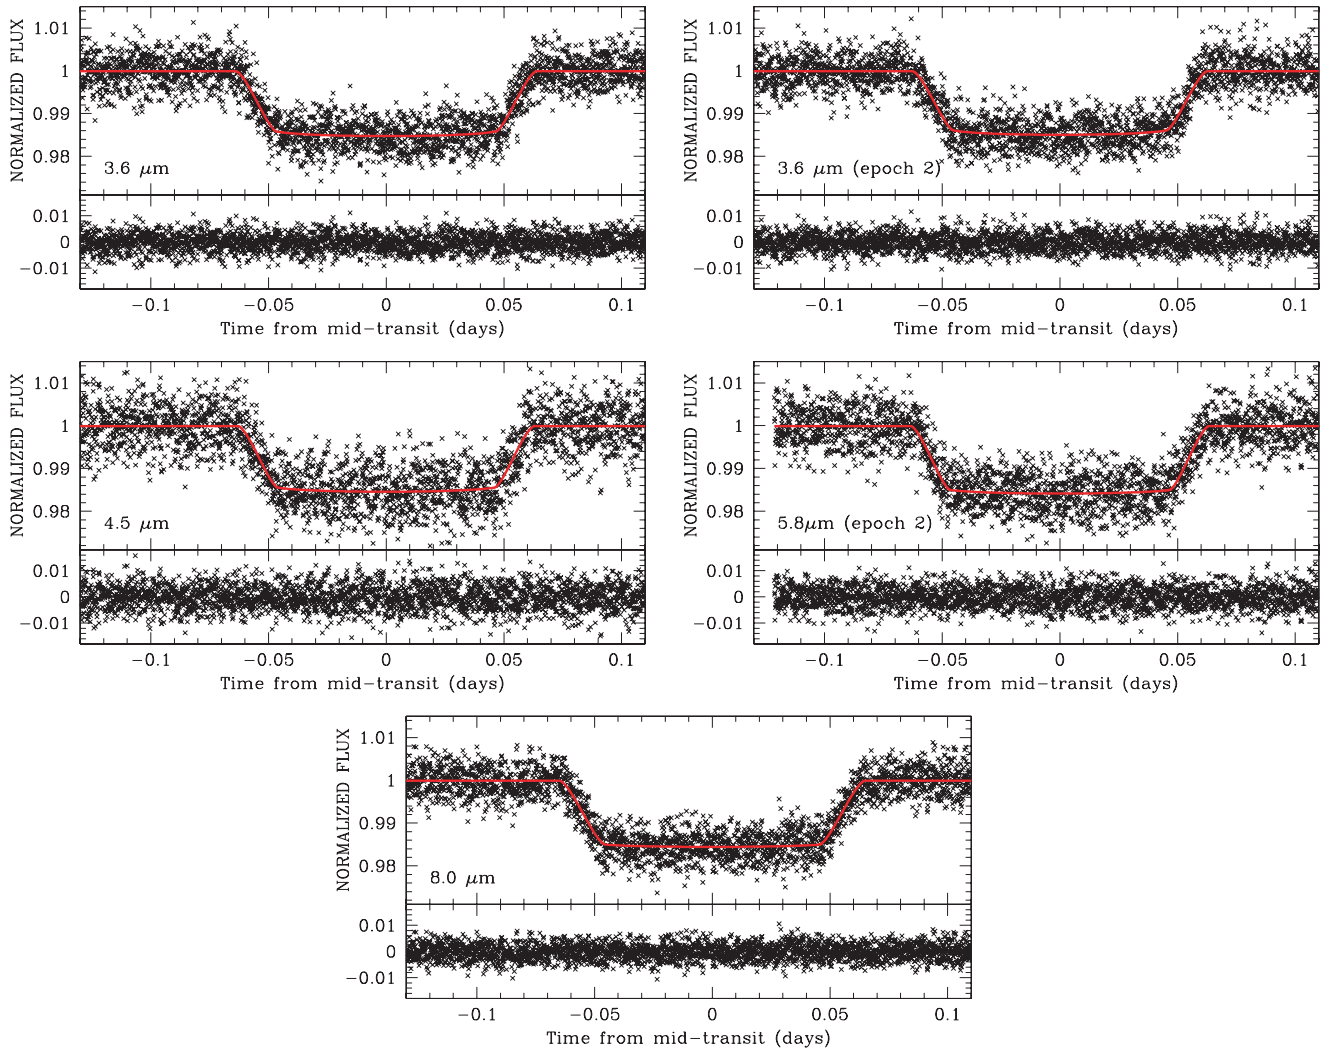 NORMALIZED FLUX
1.01
1
0.99
0.98
3.6 μm
0.01
0
−0.01
−0.1 −0.05 0 0.05 0.1
Time from mid−transit (days)
NORMALIZED FLUX
1.01
1
0.99
0.98
3.6 μm (epoch 2)
0.01
0
−0.01
−0.1 −0.05 0 0.05 0.1
Time from mid−transit (days)
NORMALIZED FLUX
1.01
1
0.99
0.98
4.5 μm
0.01
0
−0.01
−0.1 −0.05 0 0.05 0.1
Time from mid−transit (days)
NORMALIZED FLUX
1.01
1
0.99
0.98
5.8μm (epoch 2)
0.01
0
−0.01
−0.1 −0.05 0 0.05 0.1
Time from mid−transit (days)
NORMALIZED FLUX
1.01
1
0.99
0.98
8.0 μm
0.01
0
−0.01
−0.1 −0.05 0 0.05 0.1
Time from mid−transit (days)